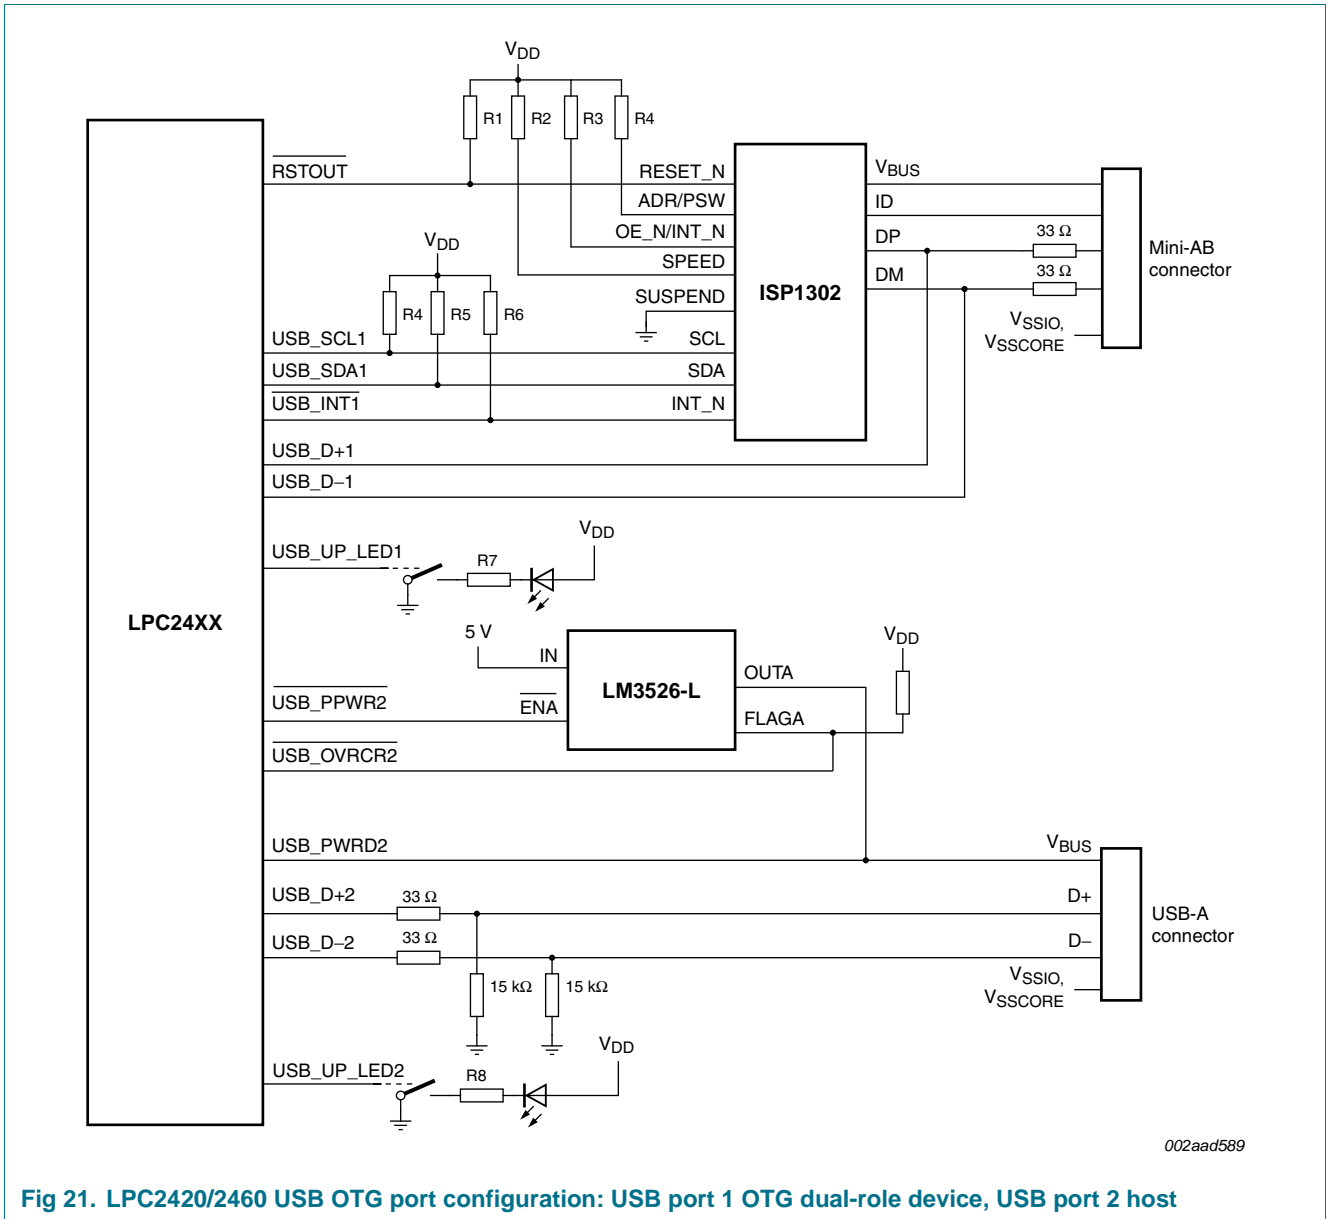 VDD
R1 R2 R3 R4
RSTOUT
RESET_N
ADR/PSW
OE_N/INT_N
SPEED
SUSPEND
VDD
R4 R5 R6
USB_SCL1
SCL
USB_SDA1
SDA
USB_INT1
INT_N
ISP1302
VBUS
ID
DP
33 Ω
DM
33 Ω
VSSIO,
VSSCORE
Mini-AB
connector
USB_D+1
USB_D−1
USB_UP_LED1
R7
VDD
LPC24XX
5 V
IN
LM3526-L
OUTA
VDD
USB_PPWR2
ENA
FLAGA
USB_OVRCR2
USB_PWRD2
VBUS
USB_D+2
33 Ω
D+
USB_D−2
33 Ω
D−
USB-A
connector
15 kΩ
15 kΩ
VSSIO,
VSSCORE
USB_UP_LED2
R8
VDD
002aad589
Fig 21. LPC2420/2460 USB OTG port configuration: USB port 1 OTG dual-role device, USB port 2 host